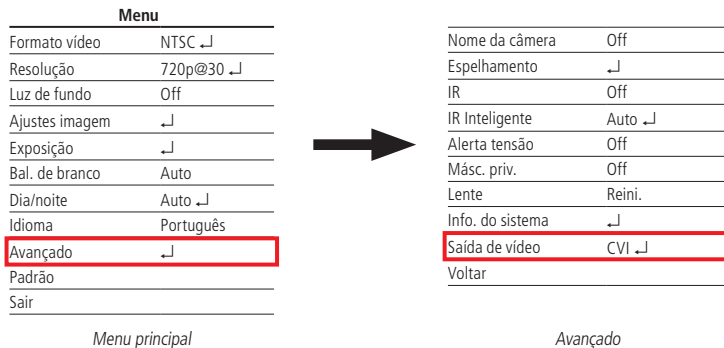 Menu
Formato vídeo NTSC ↵
Resolução 720p@30 ↵
Luz de fundo Off
Ajustes imagem ↵
Exposição ↵
Bal. de branco Auto
Dia/noite Auto ↵
Idioma Português
Avançado ↵
Padrão
Sair
Menu principal
Nome da câmera Off
Espelhamento ↵
IR Off
IR Inteligente Auto ↵
Alerta tensão Off
Másc. priv. Off
Lente Reini.
Info. do sistema ↵
Saída de vídeo CVI ↵
Voltar
Avançado